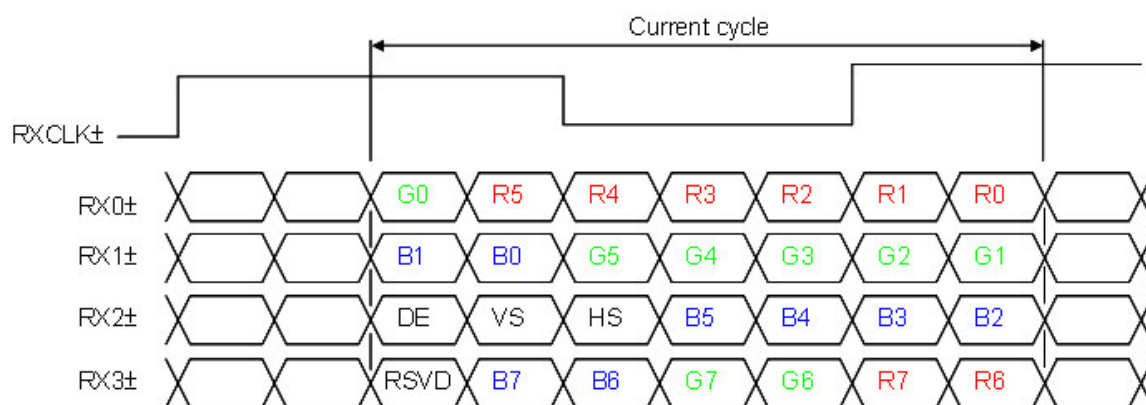 Current cycle
RXCLK±
RX0± G0 R5 R4 R3 R2 R1 R0
RX1± B1 B0 G5 G4 G3 G2 G1
RX2± DE VS HS B5 B4 B3 B2
RX3± RSVD B7 B6 G7 G6 R7 R6